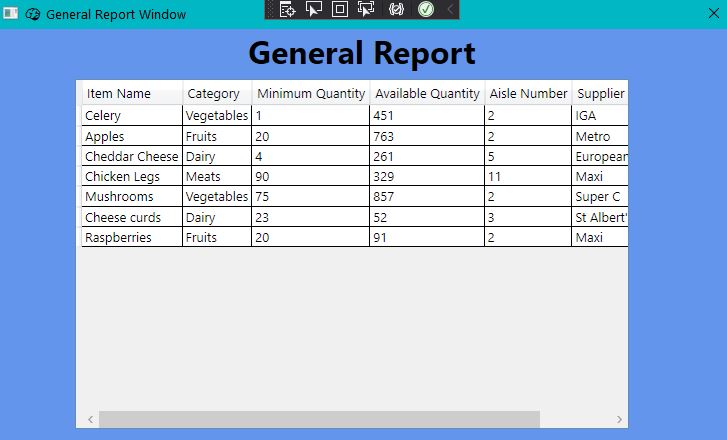 General Report Window
General Report
Item Name Category Minimum Quantity Available Quantity Aisle Number Supplier
Celery Vegetables 1 451 2 IGA
Apples Fruits 20 763 2 Metro
Cheddar Cheese Dairy 4 261 5 European
Chicken Legs Meats 90 329 11 Maxi
Mushrooms Vegetables 75 857 2 Super C
Cheese curds Dairy 23 52 3 St Albert'
Raspberries Fruits 20 91 2 Maxi